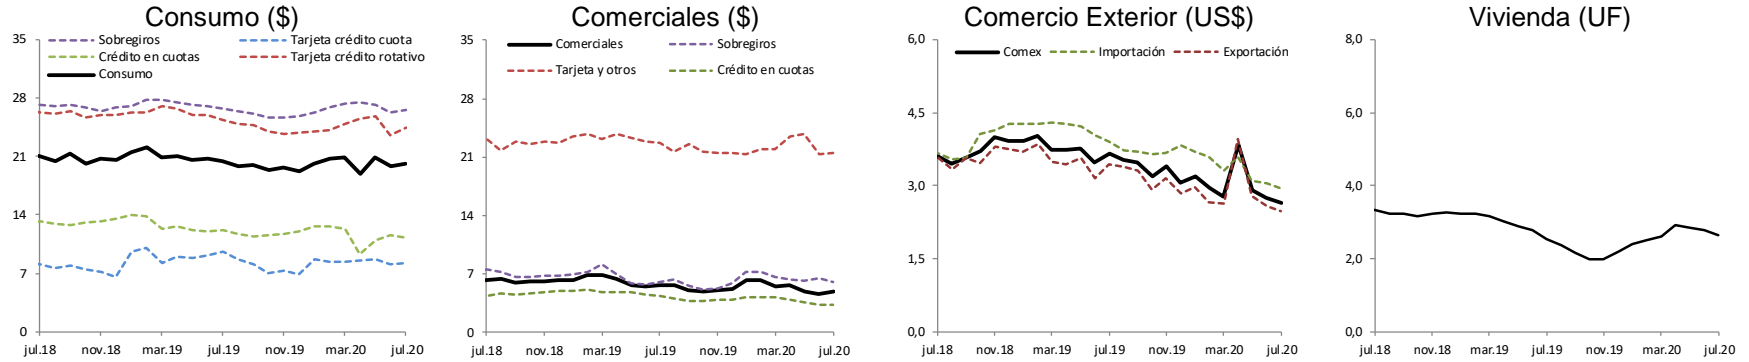 Consumo ($)
35
28
21
14
7
0
Sobregiros
Tarjeta crédito cuota
Crédito en cuotas
Tarjeta crédito rotativo
Consumo
jul.18
nov.18
mar.19
jul.19
nov.19
mar.20
jul.20
Comerciales ($)
35
28
21
14
7
0
Comerciales
Sobregiros
Tarjeta y otros
Crédito en cuotas
jul.18
nov.18
mar.19
jul.19
nov.19
mar.20
jul.20
Comercio Exterior (US$)
6,0
4,5
3,0
1,5
0,0
Comex
Importación
Exportación
jul.18
nov.18
mar.19
jul.19
nov.19
mar.20
jul.20
Vivienda (UF)
8,0
6,0
4,0
2,0
0,0
jul.18
nov.18
mar.19
jul.19
nov.19
mar.20
jul.20